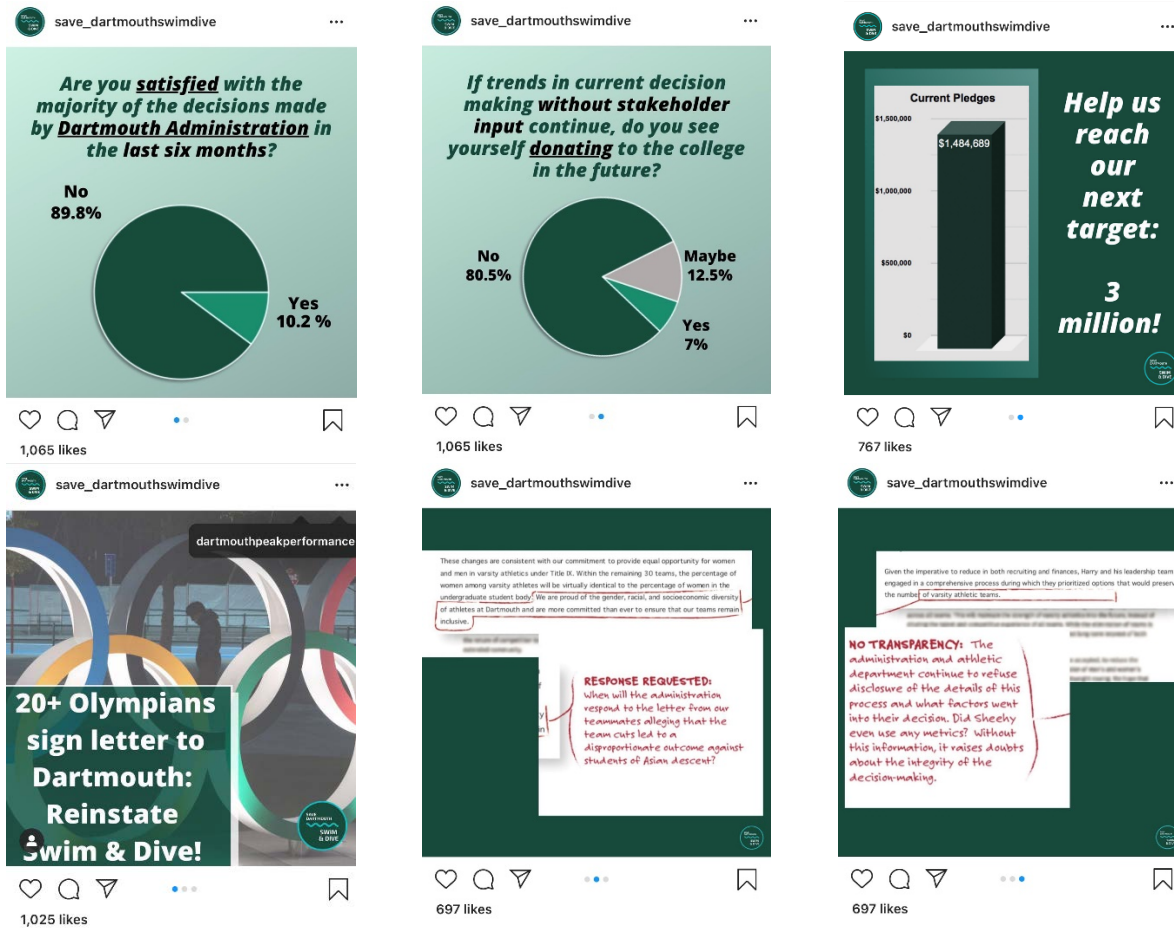 save_dartmouthswimdive
Are you satisfied with the
majority of the decisions made
by Dartmouth Administration in
the last six months?
No
89.8%
Yes
10.2 %
1,065 likes
save_dartmouthswimdive
If trends in current decision
making without stakeholder
input continue, do you see
yourself donating to the college
in the future?
No
80.5%
Maybe
12.5%
Yes
7%
1,065 likes
save_dartmouthswimdive
Current Pledges
$1,500,000
$1,484,689
$1,000,000
$500,000
$0
Help us
reach
our
next
target:
3
million!
SWIM
& DIVE
767 likes
save_dartmouthswimdive
dartmouthpeakperformance
20+ Olympians
sign letter to
Dartmouth:
Reinstate
Swim & Dive!
SAVE
DARTMOUTH
SWIM
& DIVE
1,025 likes
save_dartmouthswimdive
These changes are consistent with our commitment to provide equal opportunity for women
and men in varsity athletics under Title IX. Within the remaining 30 teams, the percentage of
women among varsity athletes will be virtually identical to the percentage of women in the
undergraduate student body. We are proud of the gender, racial, and socioeconomic diversity
of athletes at Dartmouth and are more committed than ever to ensure that our teams remain
inclusive.
RESPONSE REQUESTED:
When will the administration
respond to the letter from our
teammates alleging that the
team cuts led to a
disproportionate outcome against
students of Asian descent?
697 likes
save_dartmouthswimdive
Given the imperative to reduce in both recruiting and finances, Harry and his leadership team
engaged in a comprehensive process during which they prioritized options that would preserv
the number of varsity athletic teams.
NO TRANSPARENCY: The
administration and athletic
department continue to refuse
disclosure of the details of this
process and what factors went
into their decision. Did Sheehy
even use any metrics? Without
this information, it raises doubts
about the integrity of the
decision-making.
697 likes